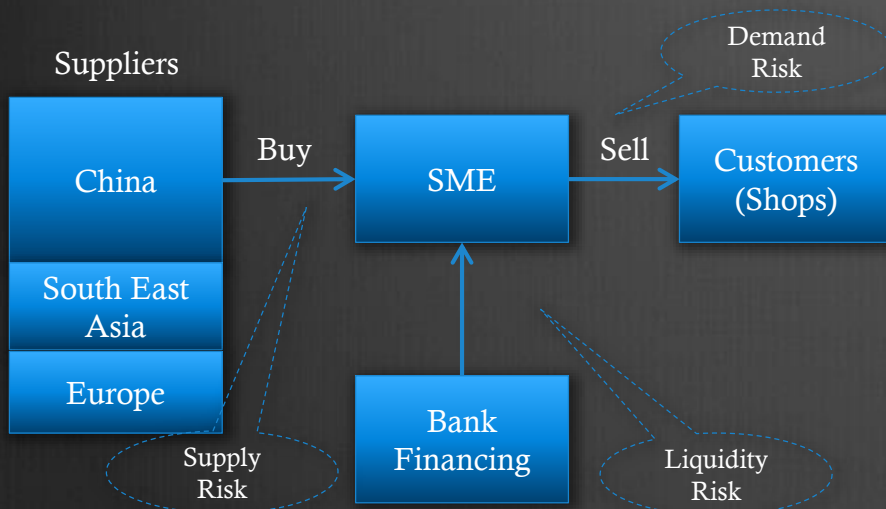 Suppliers
China
South East
Asia
Europe
Buy
Supply
Risk
SME
Bank
Financing
Sell
Liquidity
Risk
Demand
Risk
Customers
(Shops)